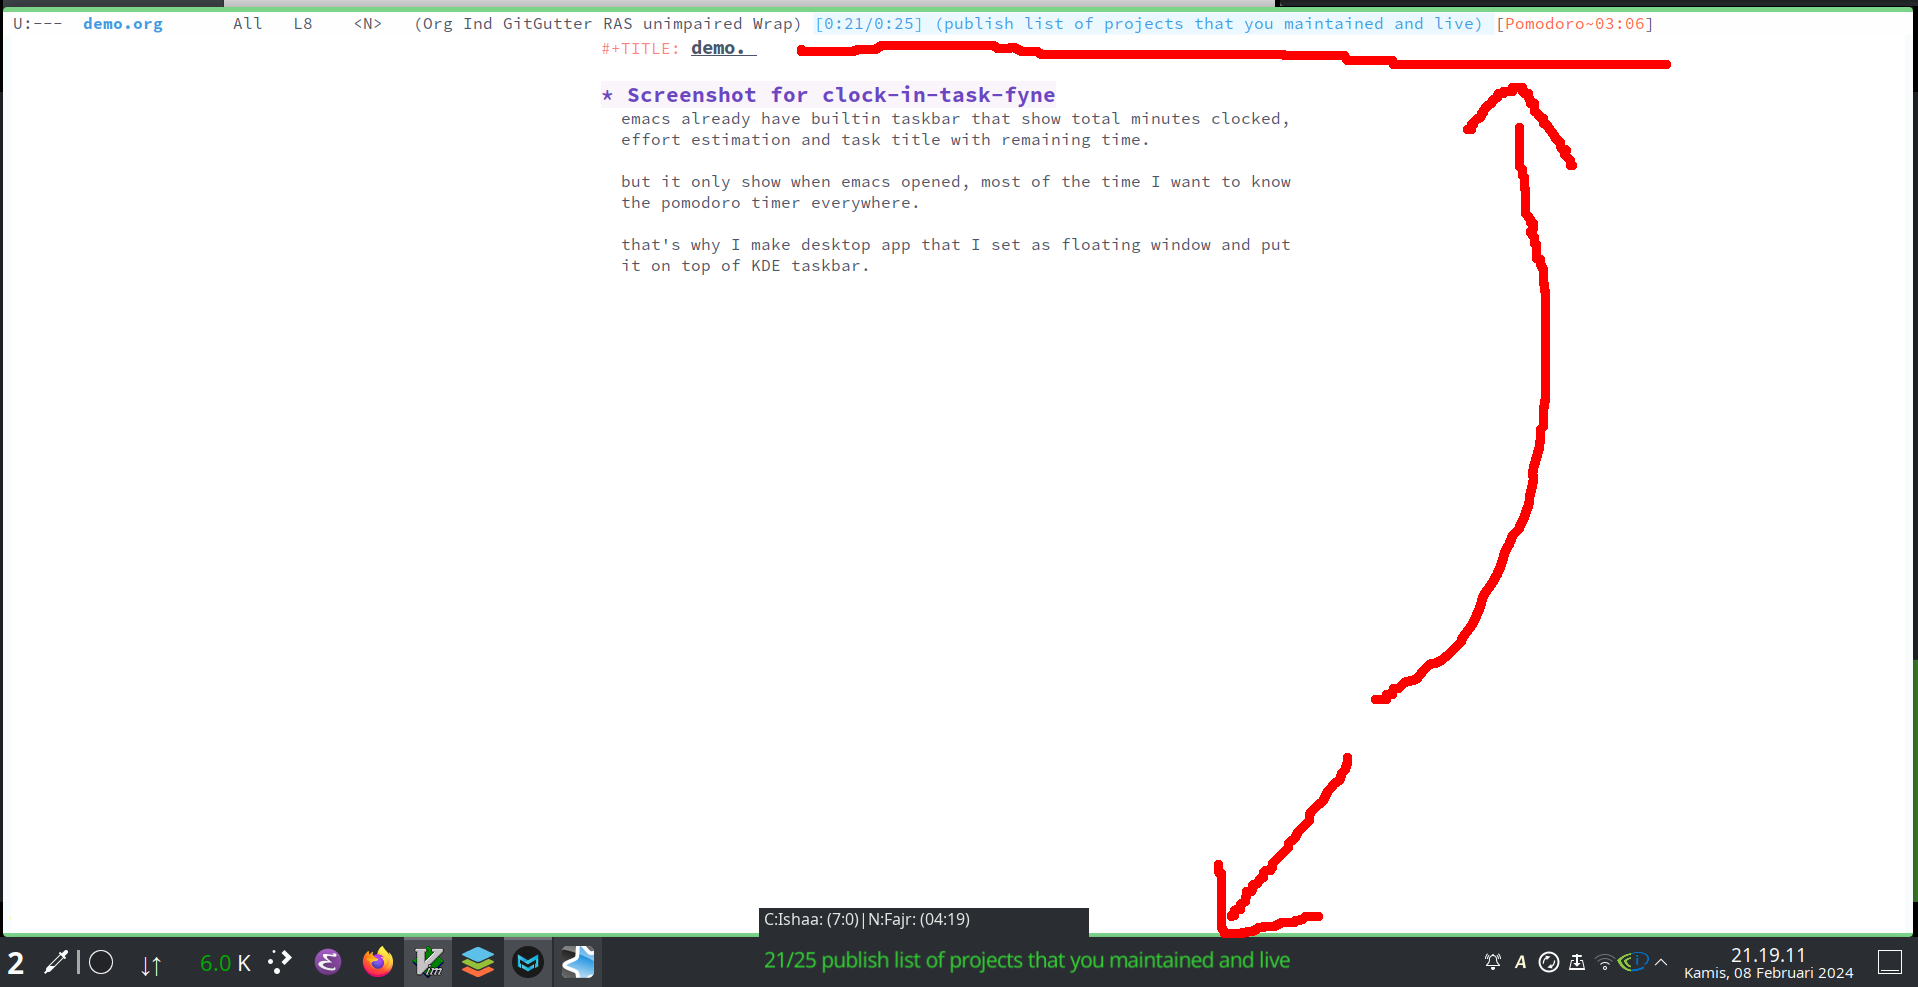 U:--- demo.org All L8 <N> (Org Ind GitGutter RAS unimpaired Wrap) [0:21/0:25] (publish list of projects that you maintained and live) [Pomodoro~03:06]
#+TITLE: demo.
* Screenshot for clock-in-task-fyne
emacs already have builtin taskbar that show total minutes clocked,
effort estimation and task title with remaining time.
but it only show when emacs opened, most of the time I want to know
the pomodoro timer everywhere.
that's why I make desktop app that I set as floating window and put
it on top of KDE taskbar.
C:Ishaa: (7:0)|N:Fajr: (04:19)
2 6.0 K Vim 21/25 publish list of projects that you maintained and live A 21.19.11
Kamis, 08 Februari 2024